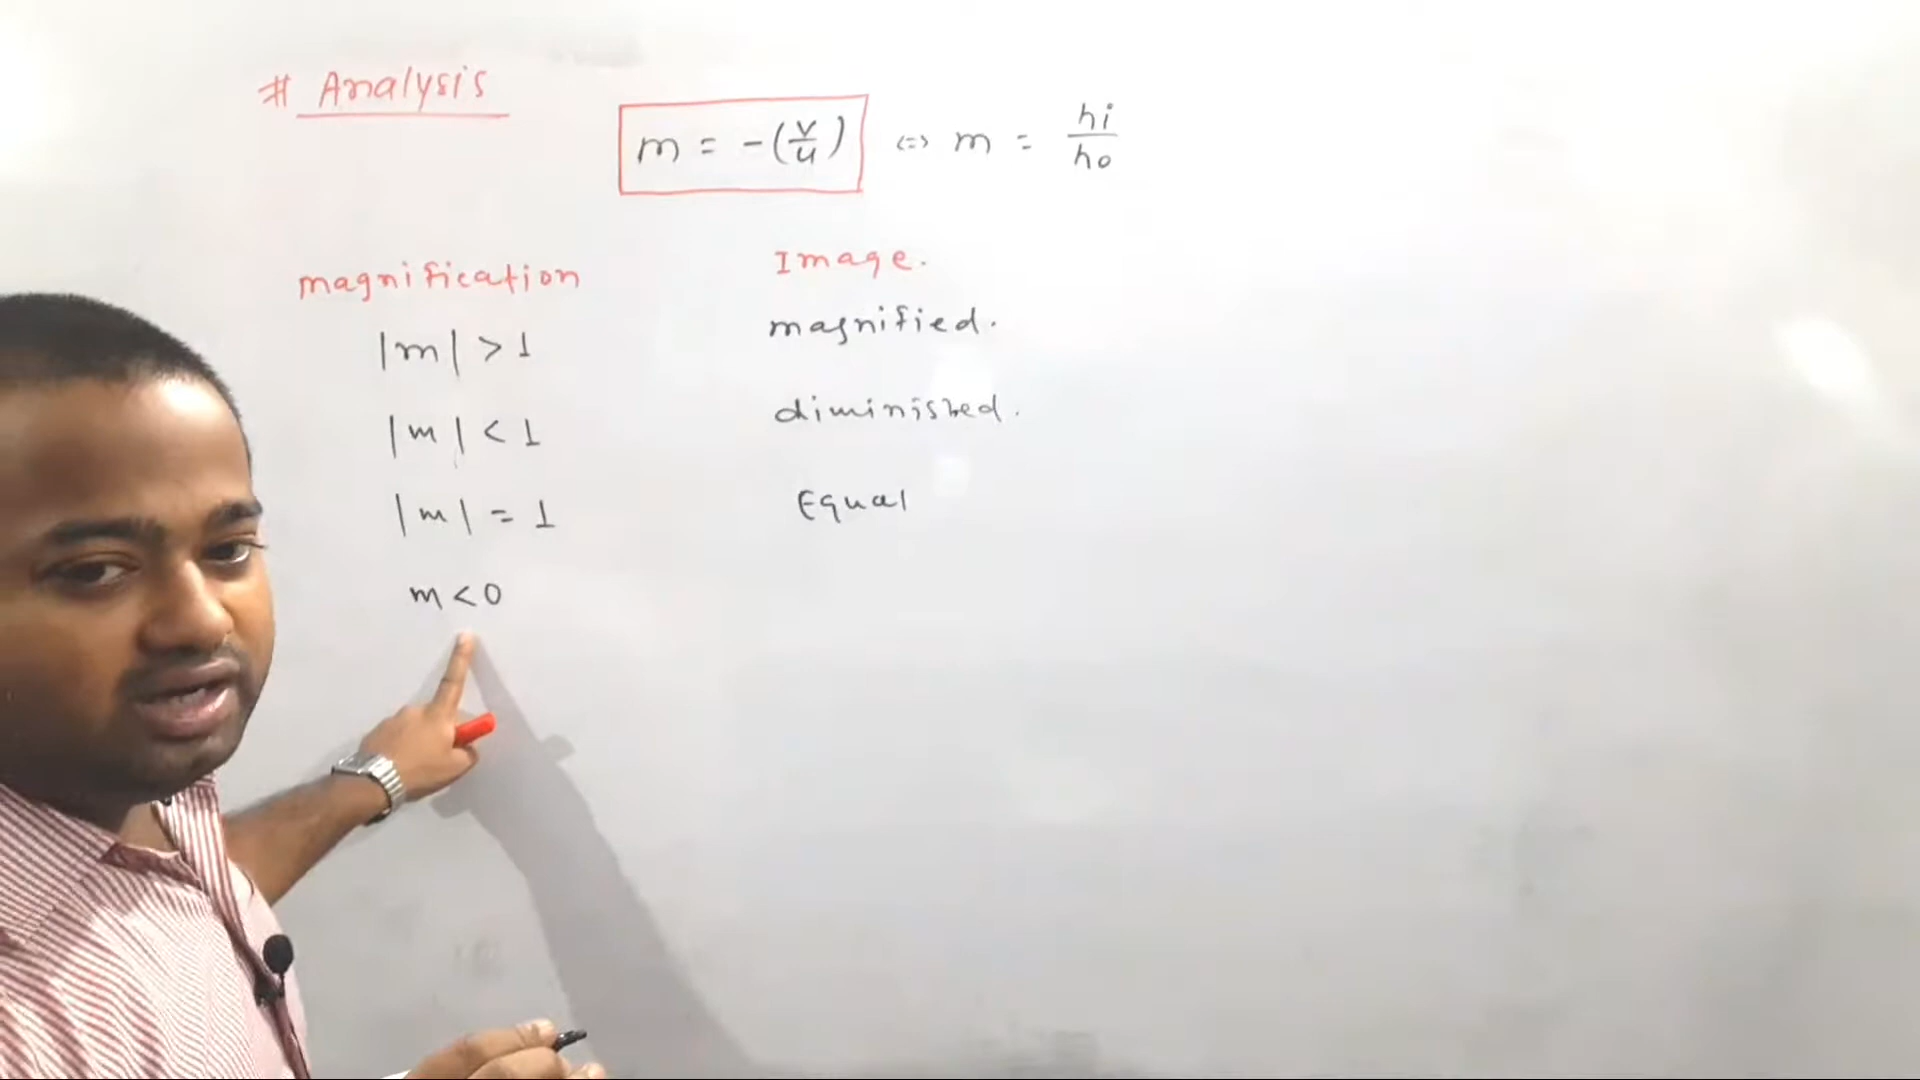 # Analysis
m = -(v/u) <=> m = hi/ho
magnification Image.
|m| > 1 magnified.
|m| < 1 diminished.
|m| = 1 Equal
m < 0